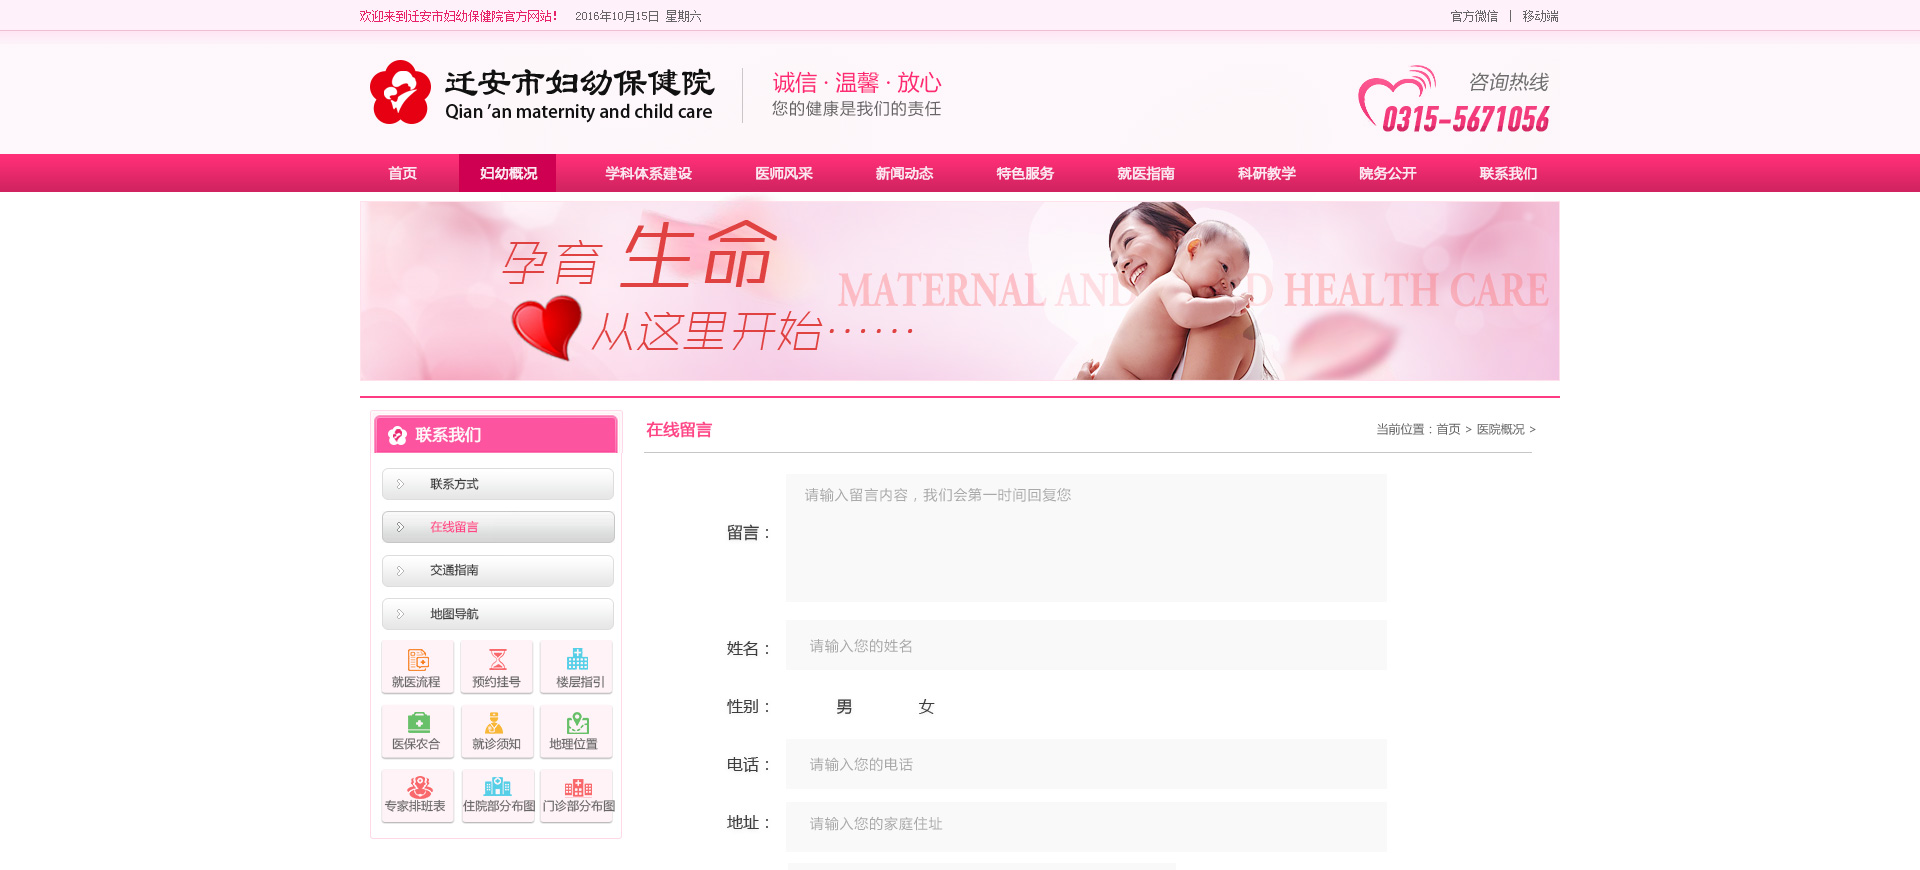 欢迎来到迁安市妇幼保健院官方网站! 2016年10月15日 星期六
官方微信 | 移动端
迁安市妇幼保健院
Qian 'an maternity and child care
诚信 · 温馨 · 放心
您的健康是我们的责任
咨询热线
0315-5671056
首页 妇幼概况 学科体系建设 医师风采 新闻动态 特色服务 就医指南 科研教学 院务公开 联系我们
孕育 生命
从这里开始······
MATERNAL AND D HEALTH CARE
联系我们
联系方式
在线留言
交通指南
地图导航
就医流程 预约挂号 楼层指引
医保农合 就诊须知 地理位置
专家排班表 住院部分布图 门诊部分布图
在线留言
当前位置：首页 > 医院概况 >
留言：
请输入留言内容，我们会第一时间回复您
姓名：
请输入您的姓名
性别： 男 女
电话：
请输入您的电话
地址：
请输入您的家庭住址